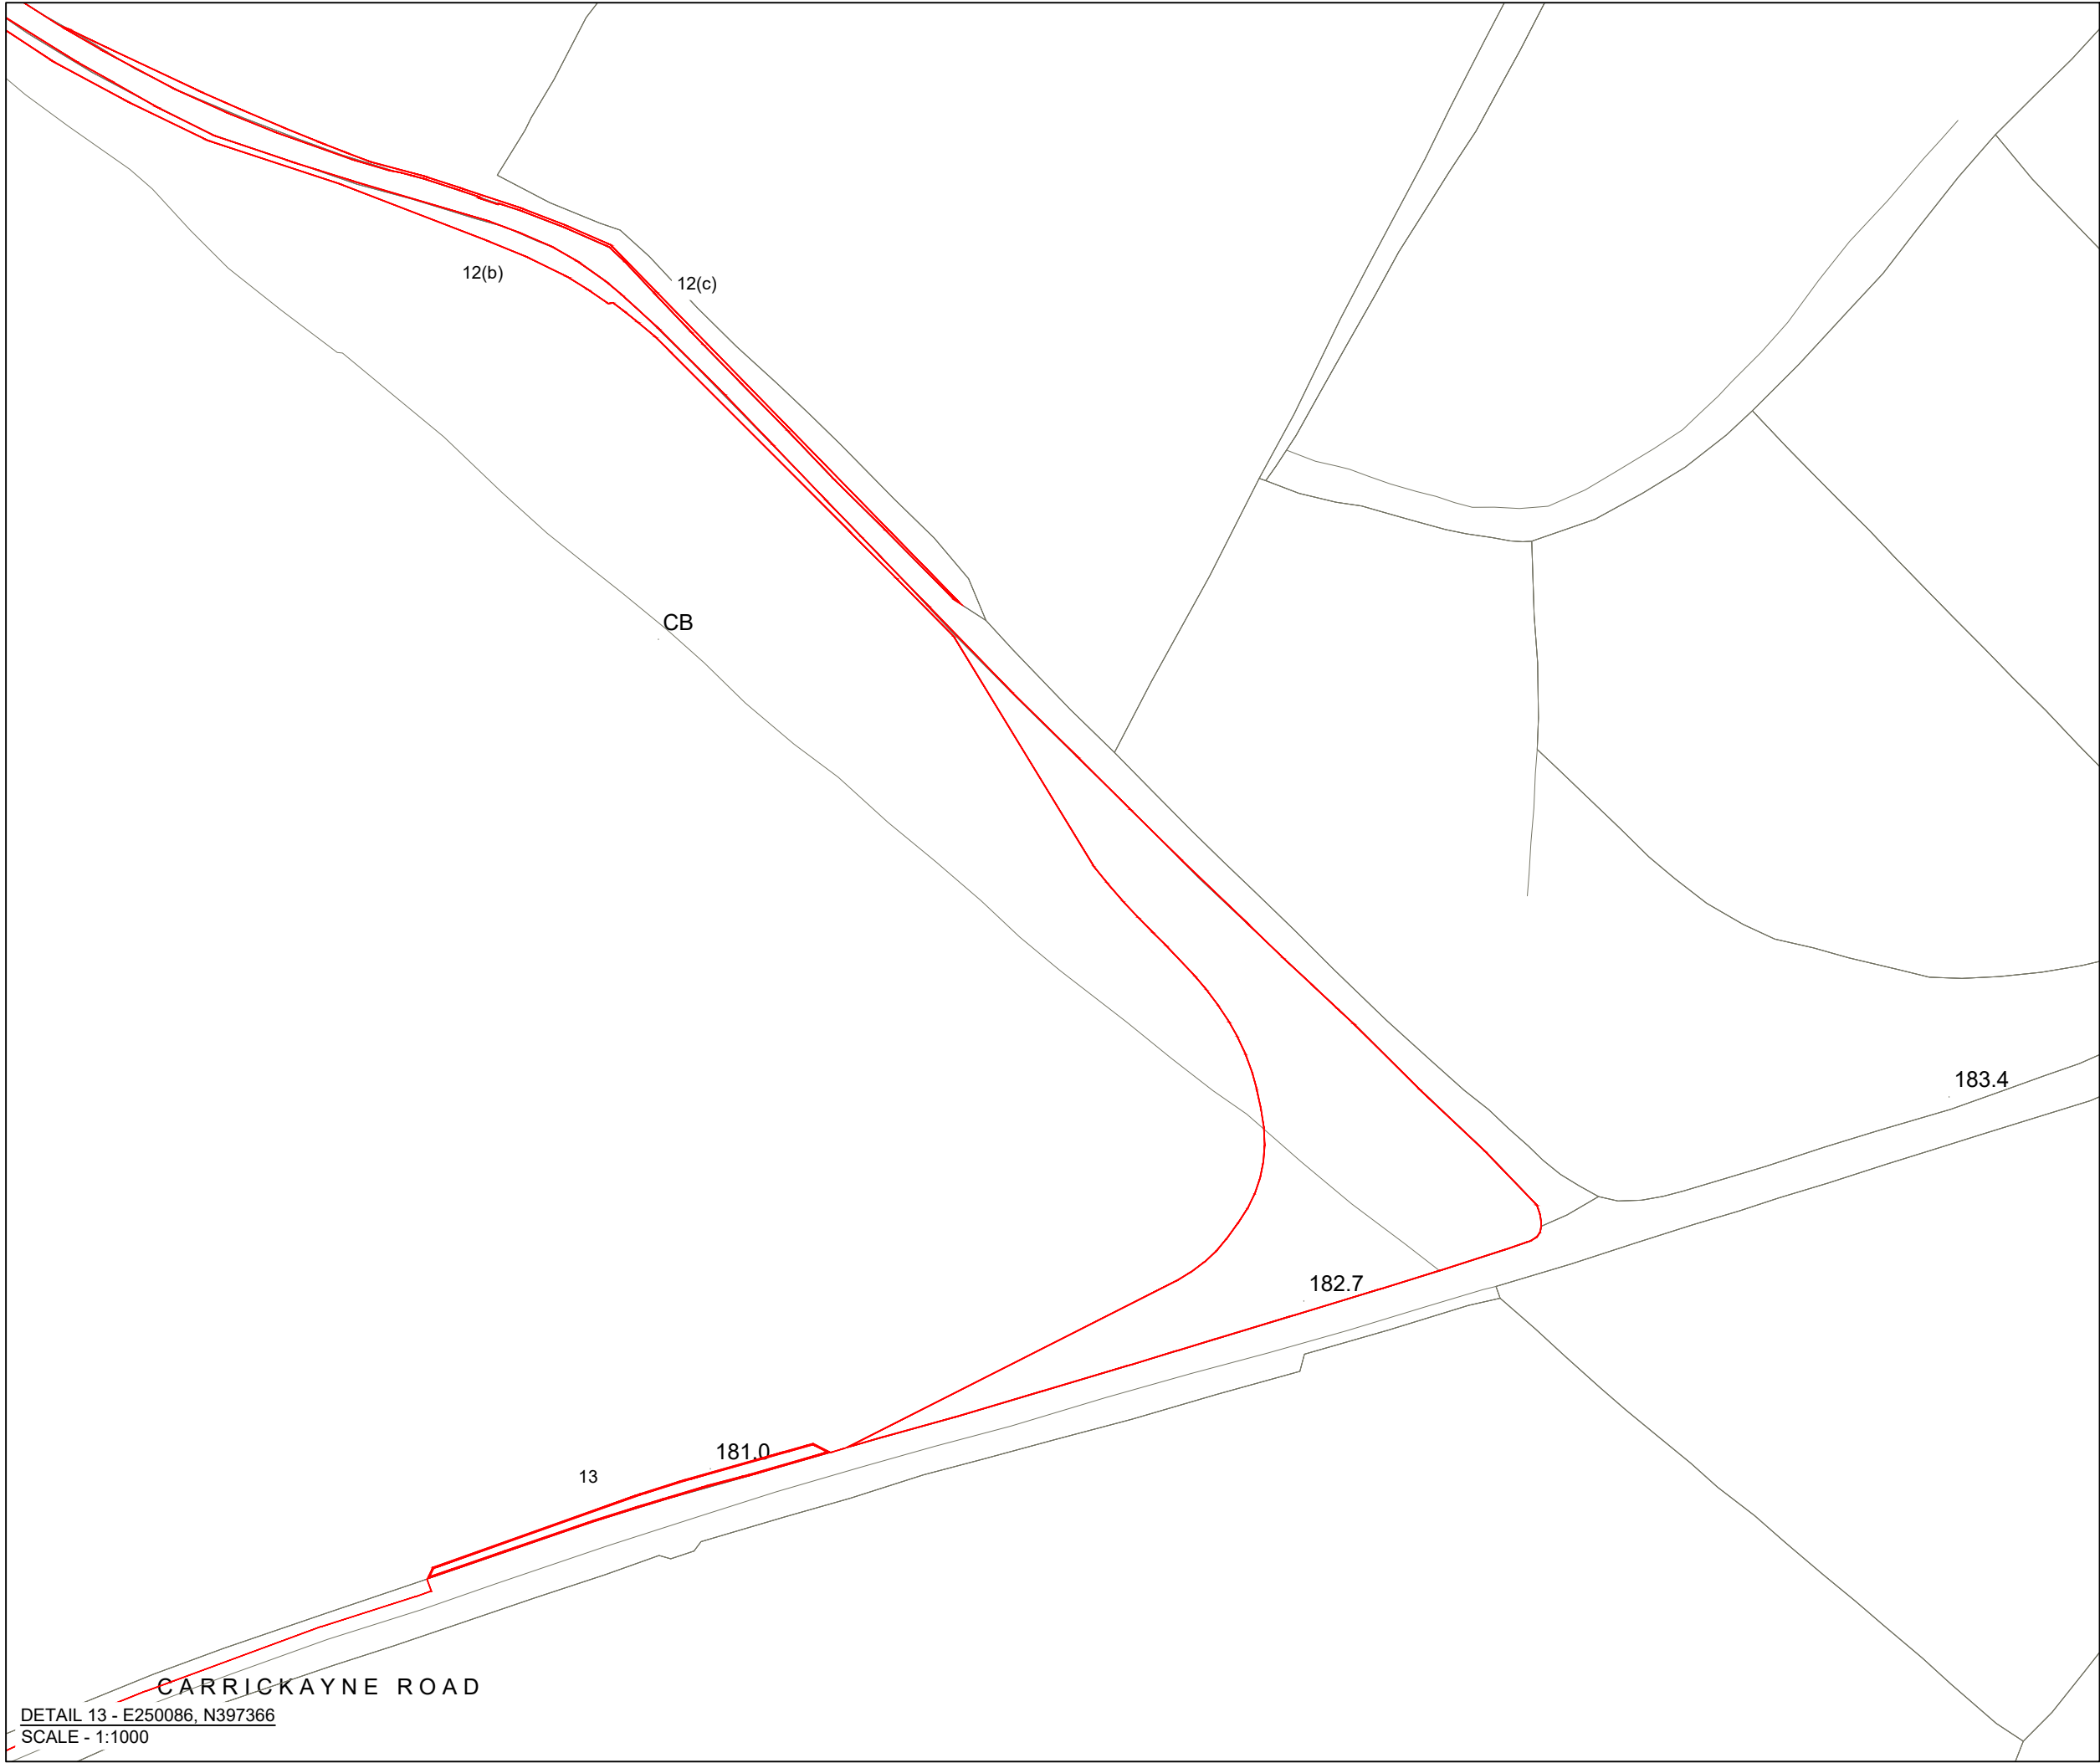 12(b)
12(c)
CB
183.4
182.7
181.0
13
CARRICKAYNE ROAD
DETAIL 13 - E250086, N397366
SCALE - 1:1000